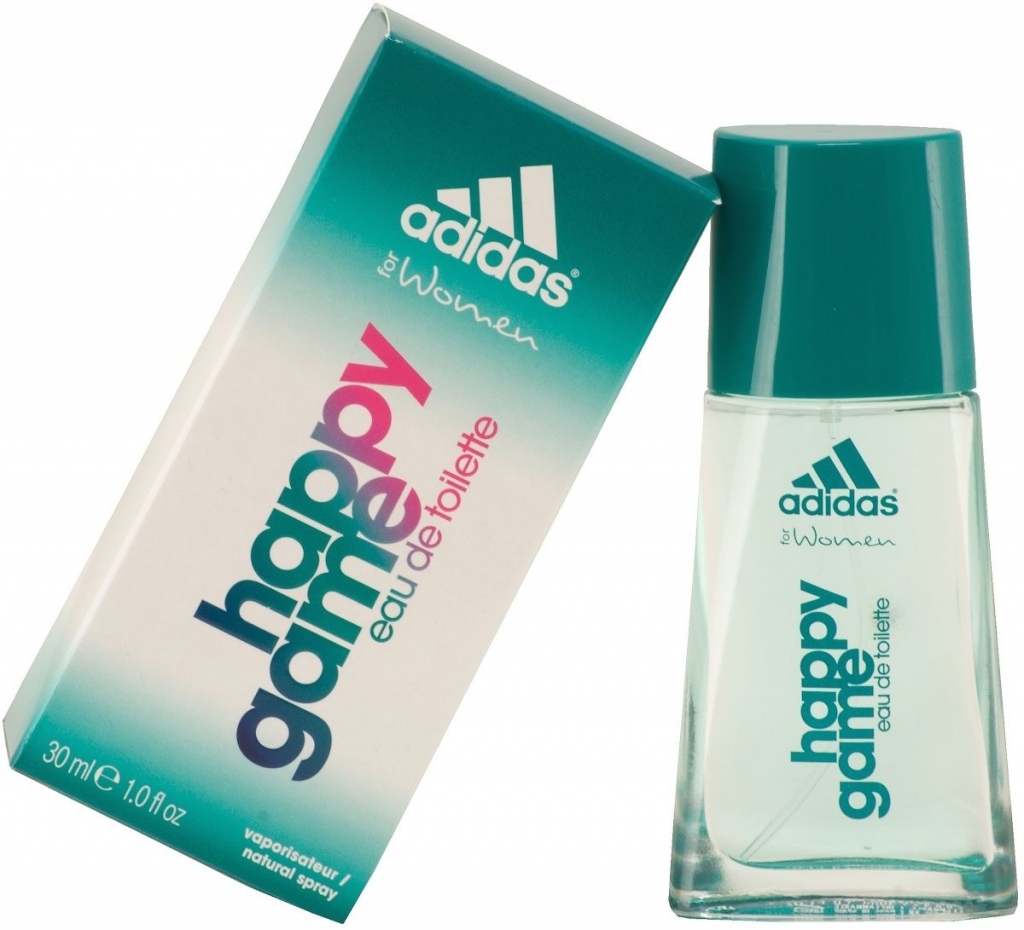 adidas®
for Women
happy
game
eau de toilette
30 ml ℮ 1.0 fl oz
vaporisateur /
natural spray
adidas®
for Women
happy
game
eau de toilette